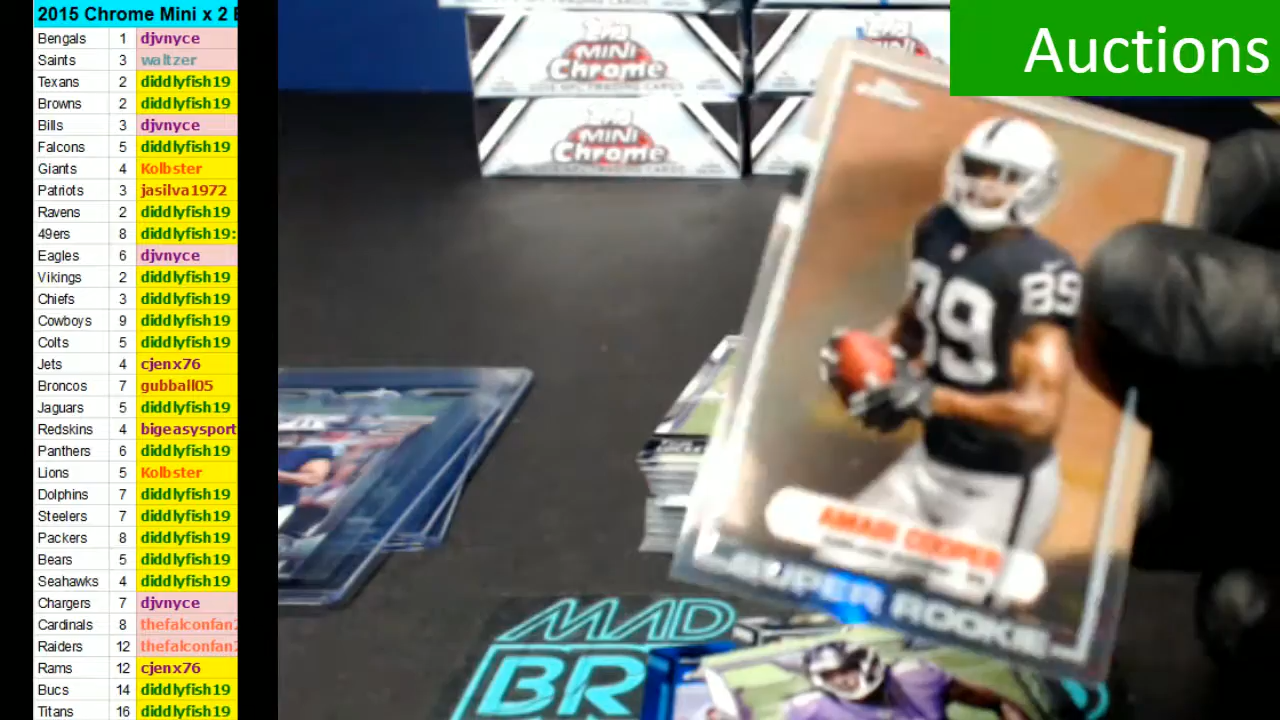 2015 Chrome Mini x 2
Bengals 1 djvnyce
Saints 3 waltzer
Texans 2 diddlyfish19
Browns 2 diddlyfish19
Bills 3 djvnyce
Falcons 5 diddlyfish19
Giants 4 Kolbster
Patriots 3 jasilva1972
Ravens 2 diddlyfish19
49ers 8 diddlyfish19:
Eagles 6 djvnyce
Vikings 2 diddlyfish19
Chiefs 3 diddlyfish19
Cowboys 9 diddlyfish19
Colts 5 diddlyfish19
Jets 4 cjenx76
Broncos 7 gubball05
Jaguars 5 diddlyfish19
Redskins 4 bigeasysport
Panthers 6 diddlyfish19
Lions 5 Kolbster
Dolphins 7 diddlyfish19
Steelers 7 diddlyfish19
Packers 8 diddlyfish19
Bears 5 diddlyfish19
Seahawks 4 diddlyfish19
Chargers 7 djvnyce
Cardinals 8 thefalconfan
Raiders 12 thefalconfan
Rams 12 cjenx76
Bucs 14 diddlyfish19
Titans 16 diddlyfish19
Auctions
MINI
Chrome
MINI
Chrome
89
89
AMARI COOPER
SUPER ROOKIE
MAD
BR